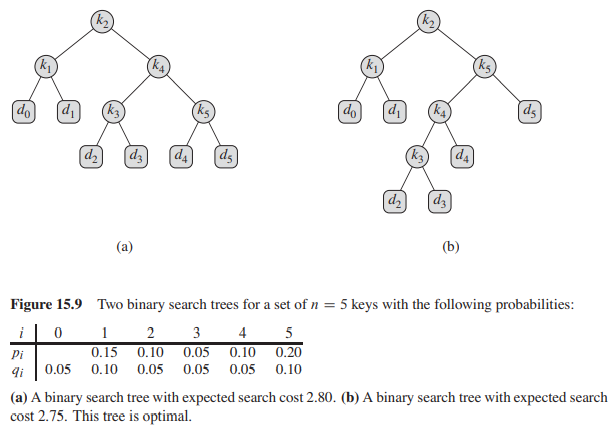 k2 k2
k1 k4 k1 k5
d0 d1 k3 k5 d0 d1 k4 d5
d2 d3 d4 d5 k3 d4
d2 d3
(a) (b)
Figure 15.9 Two binary search trees for a set of n = 5 keys with the following probabilities:
i 0 1 2 3 4 5
pi 0.15 0.10 0.05 0.10 0.20
qi 0.05 0.10 0.05 0.05 0.05 0.10
(a) A binary search tree with expected search cost 2.80. (b) A binary search tree with expected search
cost 2.75. This tree is optimal.